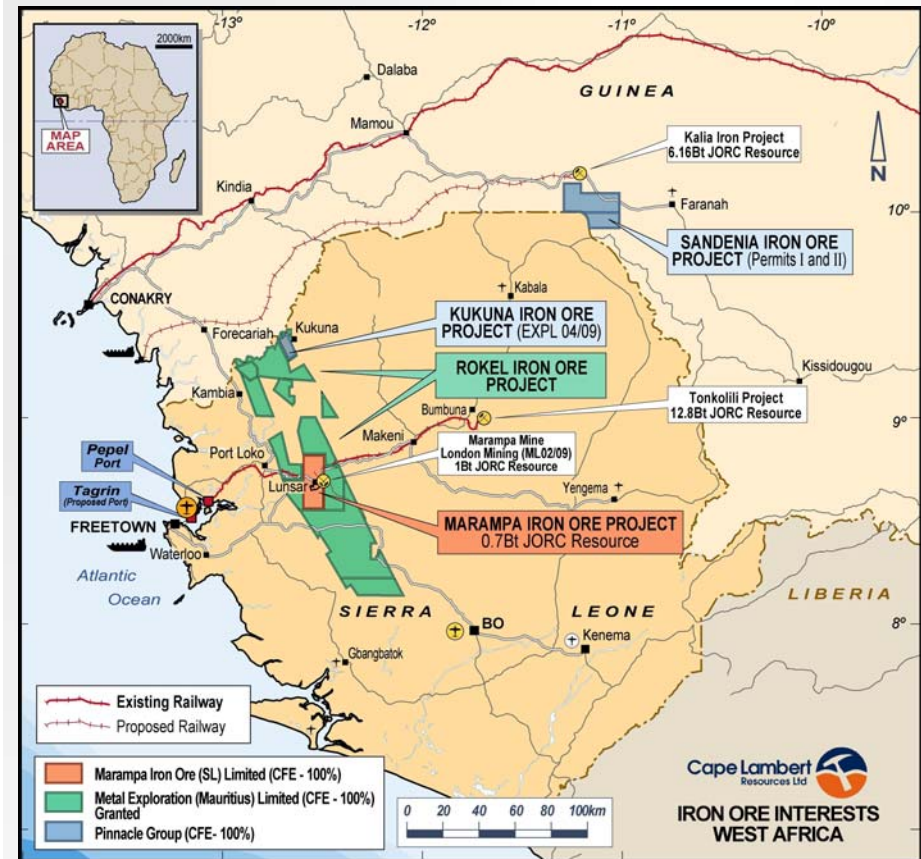 -13°
-12°
-11°
-10°
2000km
MAP
AREA
Dalaba
GUINEA
Mamou
Kalia Iron Project
6.16Bt JORC Resource
N
Kindia
Faranah
10°
SANDENIA IRON ORE
PROJECT (Permits I and II)
CONAKRY
Kabala
Forecariah
Kukuna
KUKUNA IRON ORE
PROJECT (EXPL 04/09)
ROKEL IRON ORE
PROJECT
Kissidougou
Kambia
Bumbuna
Tonkolili Project
12.8Bt JORC Resource
9°
Makeni
Marampa Mine
London Mining (ML02/09)
1Bt JORC Resource
Pepel
Port
Port Loko
Lunsar
Yengema
Tagrin
(Proposed Port)
MARAMPA IRON ORE PROJECT
0.7Bt JORC Resource
FREETOWN
Waterloo
Atlantic
Ocean
LIBERIA
SIERRA LEONE
BO
8°
Kenema
Gbangbatok
Existing Railway
Proposed Railway
Marampa Iron Ore (SL) Limited (CFE - 100%)
Metal Exploration (Mauritius) Limited (CFE - 100%)
Granted
Pinnacle Group (CFE- 100%)
0 20 40 60 80 100km
Cape Lambert
Resources Ltd
IRON ORE INTERESTS
WEST AFRICA